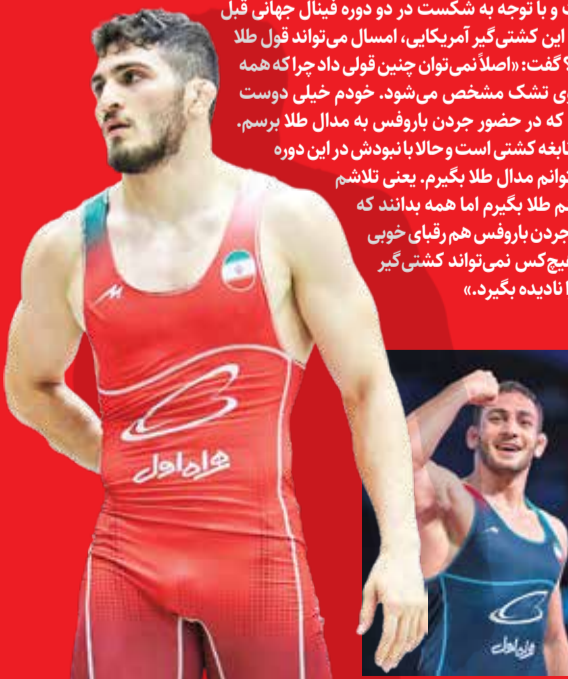 و با توجه به شکست در دو دوره فینال جهانی قبل
این کشتی‌گیر آمریکایی، امسال می‌تواند قول طلا
گفت: «اصلاً نمی‌توان چنین قولی داد چرا که همه
تشک مشخص می‌شود. خودم خیلی دوست
که در حضور جردن باروفس به مدال طلا برسم.
نابغه کشتی است و حالا با نبودش در این دوره
مدال طلا بگیرم. یعنی تلاشم
طلا بگیرم اما همه بدانند که
جردن باروفس هم رقبای خوبی
هیچ‌کس نمی‌تواند کشتی‌گیر
نادیده بگیرد.»
همراه اول
همراه اول